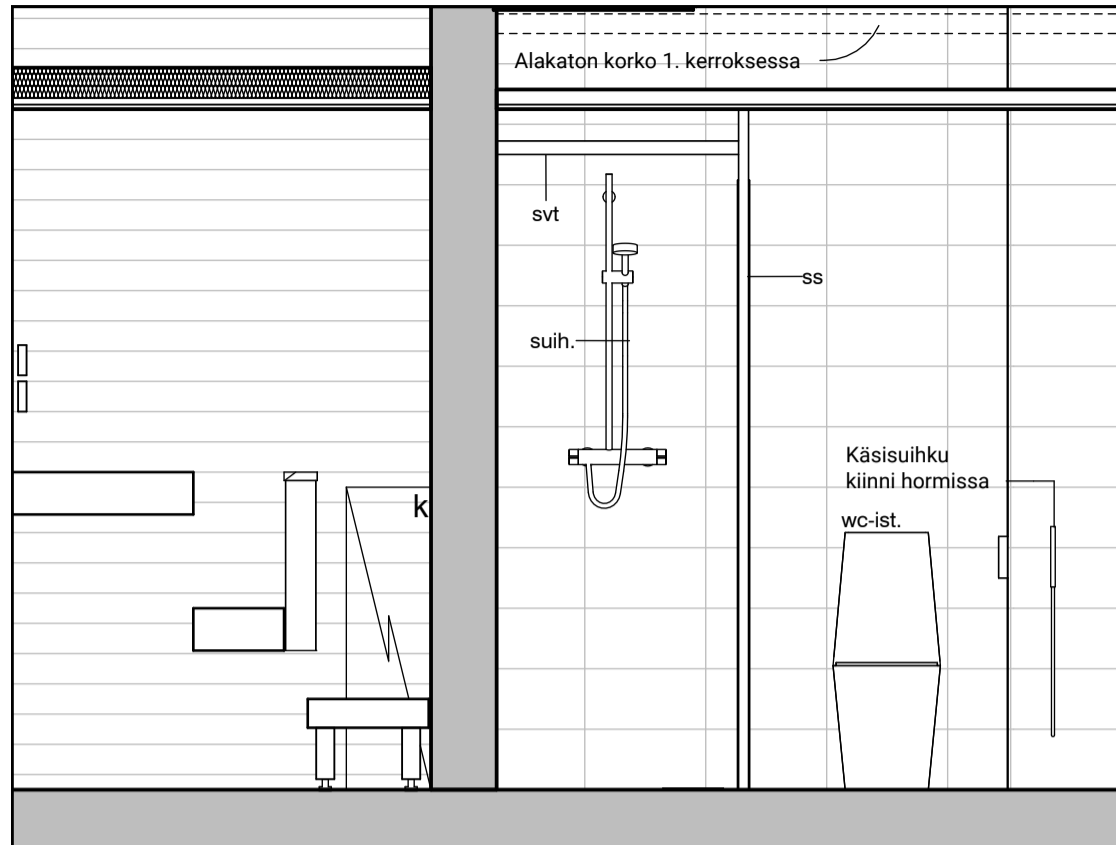 Alakaton korko 1. kerroksessa
svt
ss
suih.
Käsisuihku
kiinni hormissa
k
wc-ist.